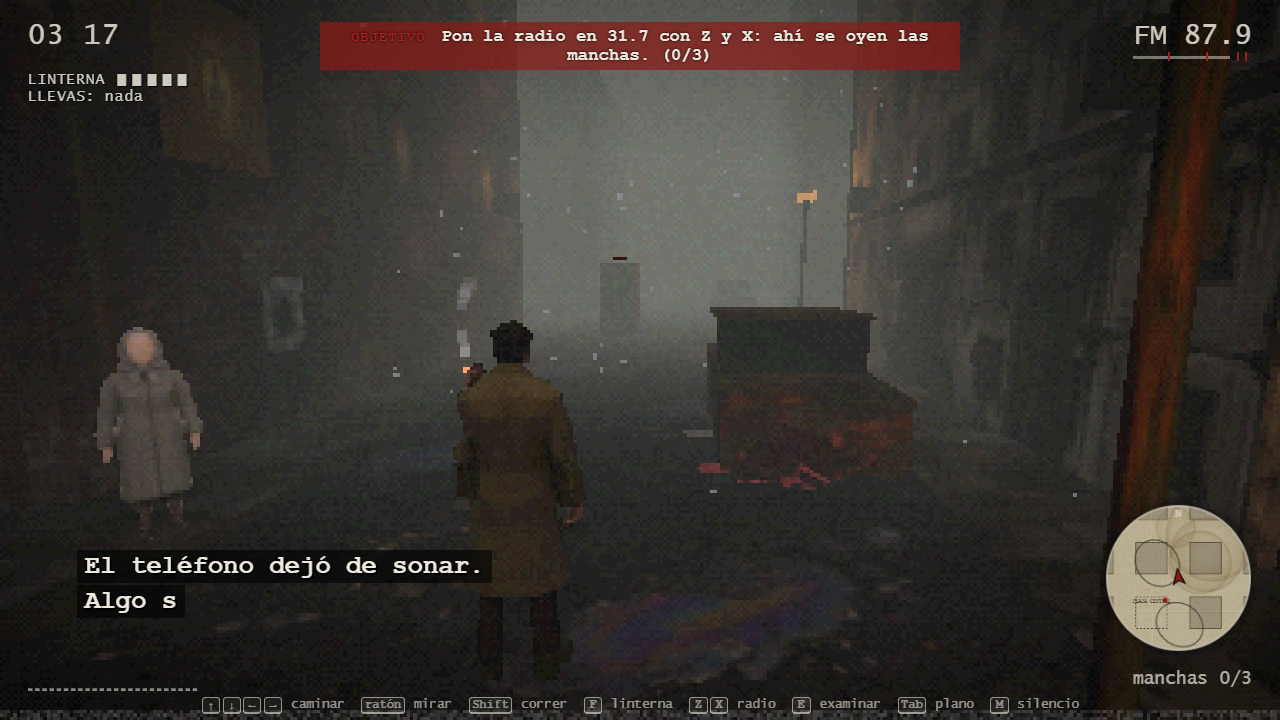 03 17
OBJETIVO Pon la radio en 31.7 con Z y X: ahí se oyen las
manchas. (0/3)
FM 87.9
LINTERNA
LLEVAS: nada
El teléfono dejó de sonar.
Algo s
N
manchas 0/3
↑ ↓ ← → caminar ratón mirar Shift correr F linterna Z X radio E examinar Tab plano M silencio